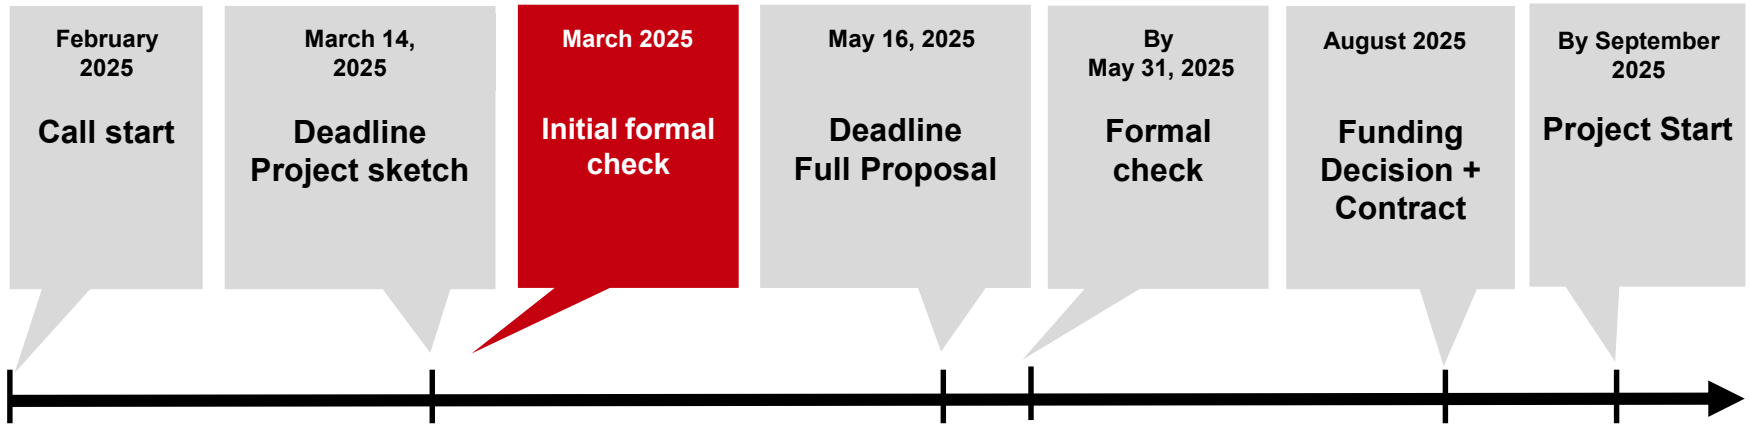 February
2025
Call start
March 14,
2025
Deadline
Project sketch
March 2025
Initial formal
check
May 16, 2025
Deadline
Full Proposal
By
May 31, 2025
Formal
check
August 2025
Funding
Decision +
Contract
By September
2025
Project Start